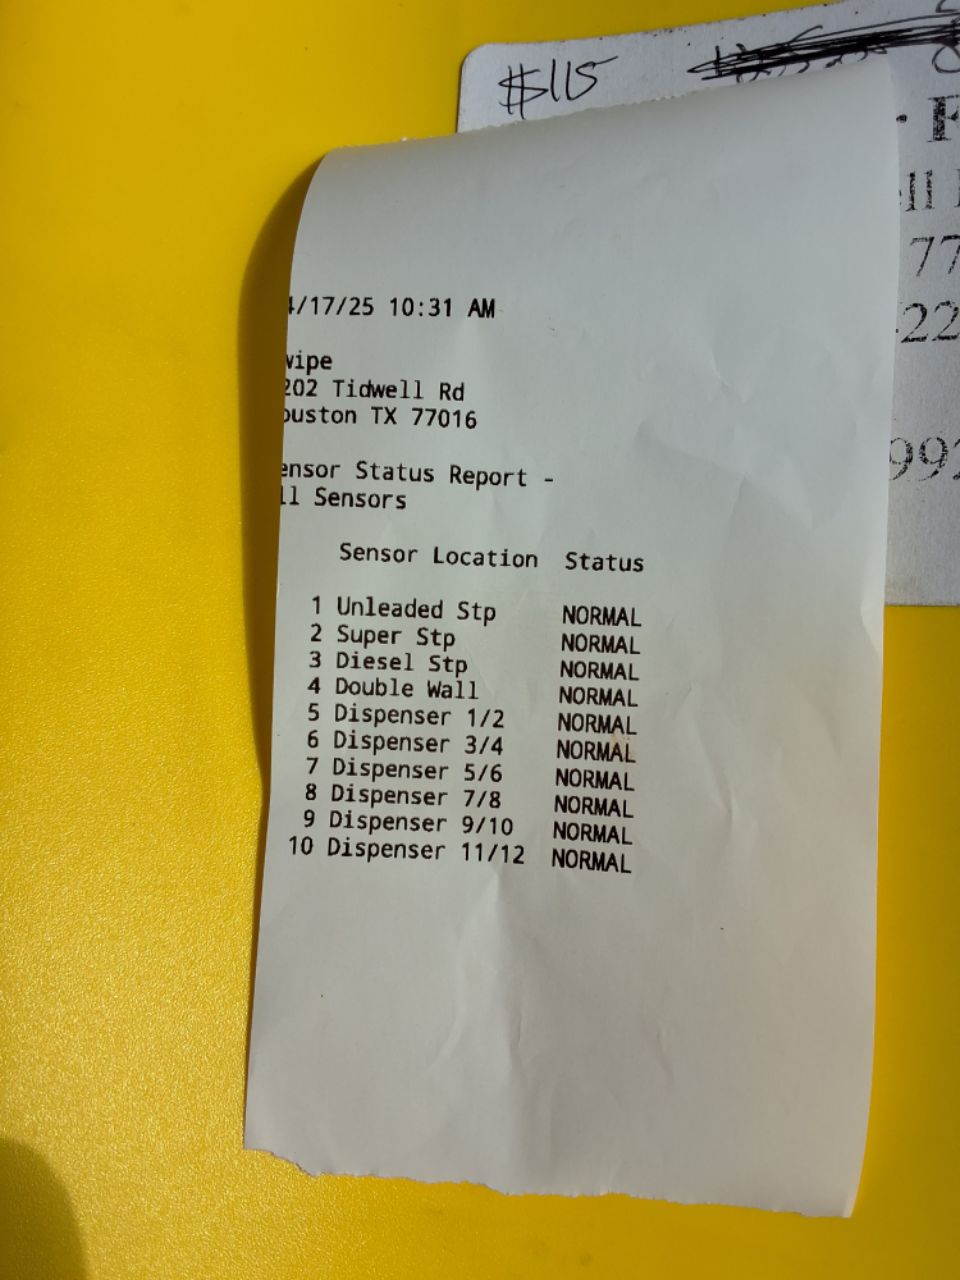 $115
4/17/25 10:31 AM
wipe
202 Tidwell Rd
ouston TX 77016
ensor Status Report -
ll Sensors
Sensor Location Status
1 Unleaded Stp NORMAL
2 Super Stp NORMAL
3 Diesel Stp NORMAL
4 Double Wall NORMAL
5 Dispenser 1/2 NORMAL
6 Dispenser 3/4 NORMAL
7 Dispenser 5/6 NORMAL
8 Dispenser 7/8 NORMAL
9 Dispenser 9/10 NORMAL
10 Dispenser 11/12 NORMAL
77
22
992